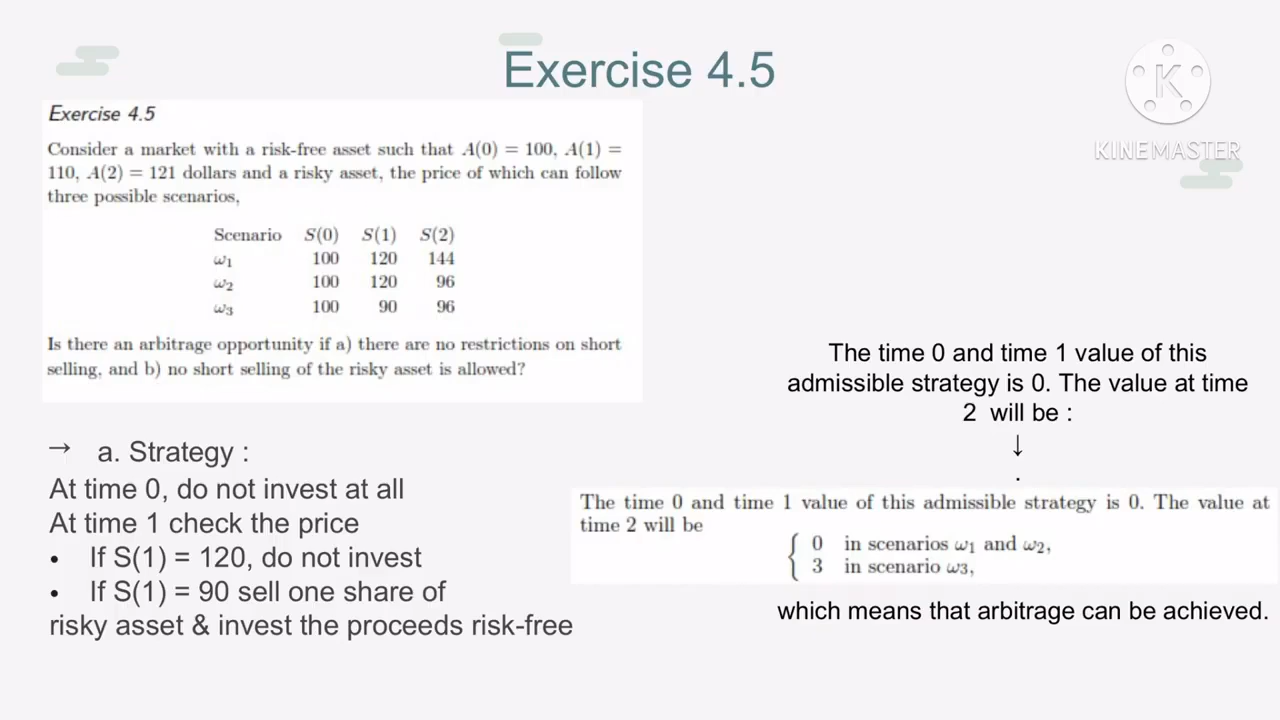 Exercise 4.5
K
KINEMASTER
Exercise 4.5
Consider a market with a risk-free asset such that A(0) = 100, A(1) =
110, A(2) = 121 dollars and a risky asset, the price of which can follow
three possible scenarios,
Scenario S(0) S(1) S(2)
ω1 100 120 144
ω2 100 120 96
ω3 100 90 96
Is there an arbitrage opportunity if a) there are no restrictions on short
selling, and b) no short selling of the risky asset is allowed?
→ a. Strategy :
At time 0, do not invest at all
At time 1 check the price
• If S(1) = 120, do not invest
• If S(1) = 90 sell one share of
risky asset & invest the proceeds risk-free
The time 0 and time 1 value of this
admissible strategy is 0. The value at time
2 will be :
↓
.
The time 0 and time 1 value of this admissible strategy is 0. The value at
time 2 will be
{ 0 in scenarios ω1 and ω2,
3 in scenario ω3,
which means that arbitrage can be achieved.